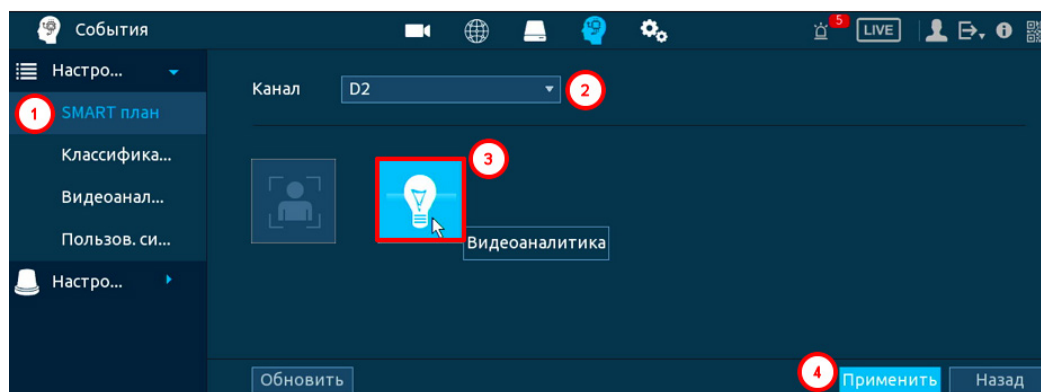 События
5
LIVE
Настро...
Канал
D2
2
1
SMART план
Классифика...
3
Видеоанал...
Пользов. си...
Видеоаналитика
Настро...
Обновить
4
Применить
Назад